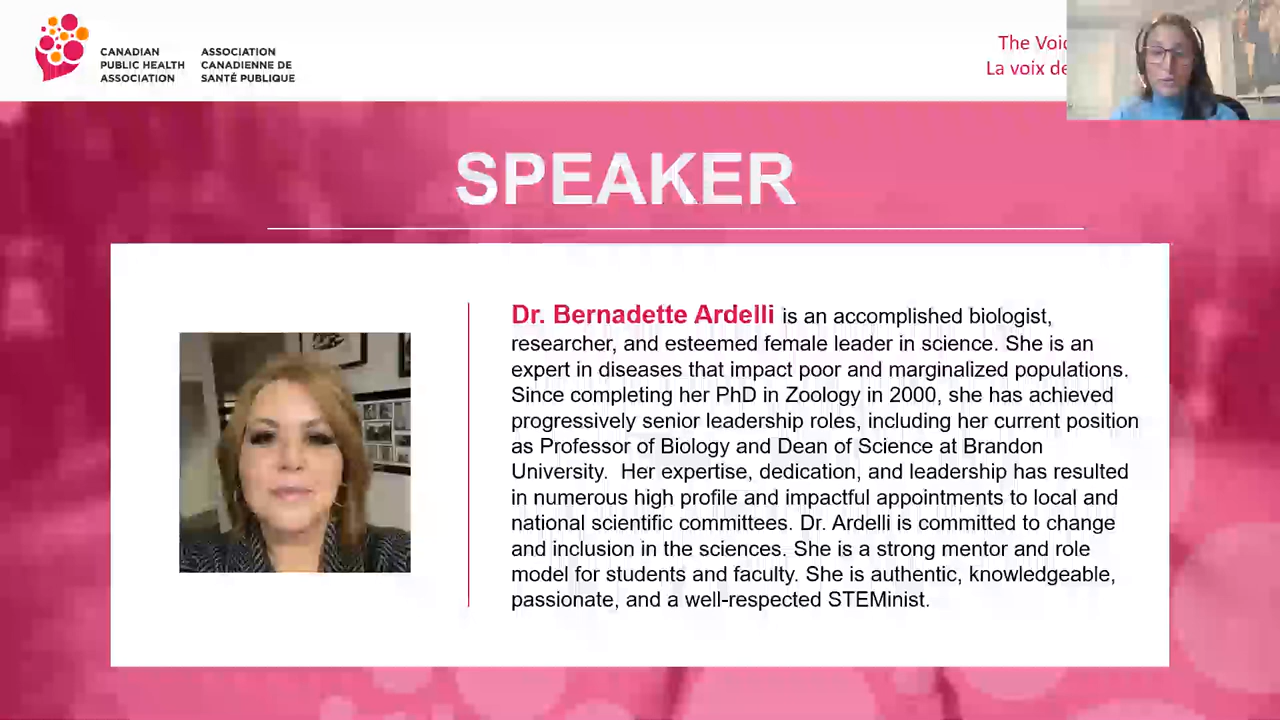 CANADIAN
PUBLIC HEALTH
ASSOCIATION
ASSOCIATION
CANADIENNE DE
SANTÉ PUBLIQUE
The
La voix
SPEAKER
Dr. Bernadette Ardelli is an accomplished biologist,
researcher, and esteemed female leader in science. She is an
expert in diseases that impact poor and marginalized populations.
Since completing her PhD in Zoology in 2000, she has achieved
progressively senior leadership roles, including her current position
as Professor of Biology and Dean of Science at Brandon
University.  Her expertise, dedication, and leadership has resulted
in numerous high profile and impactful appointments to local and
national scientific committees. Dr. Ardelli is committed to change
and inclusion in the sciences. She is a strong mentor and role
model for students and faculty. She is authentic, knowledgeable,
passionate, and a well-respected STEMinist.